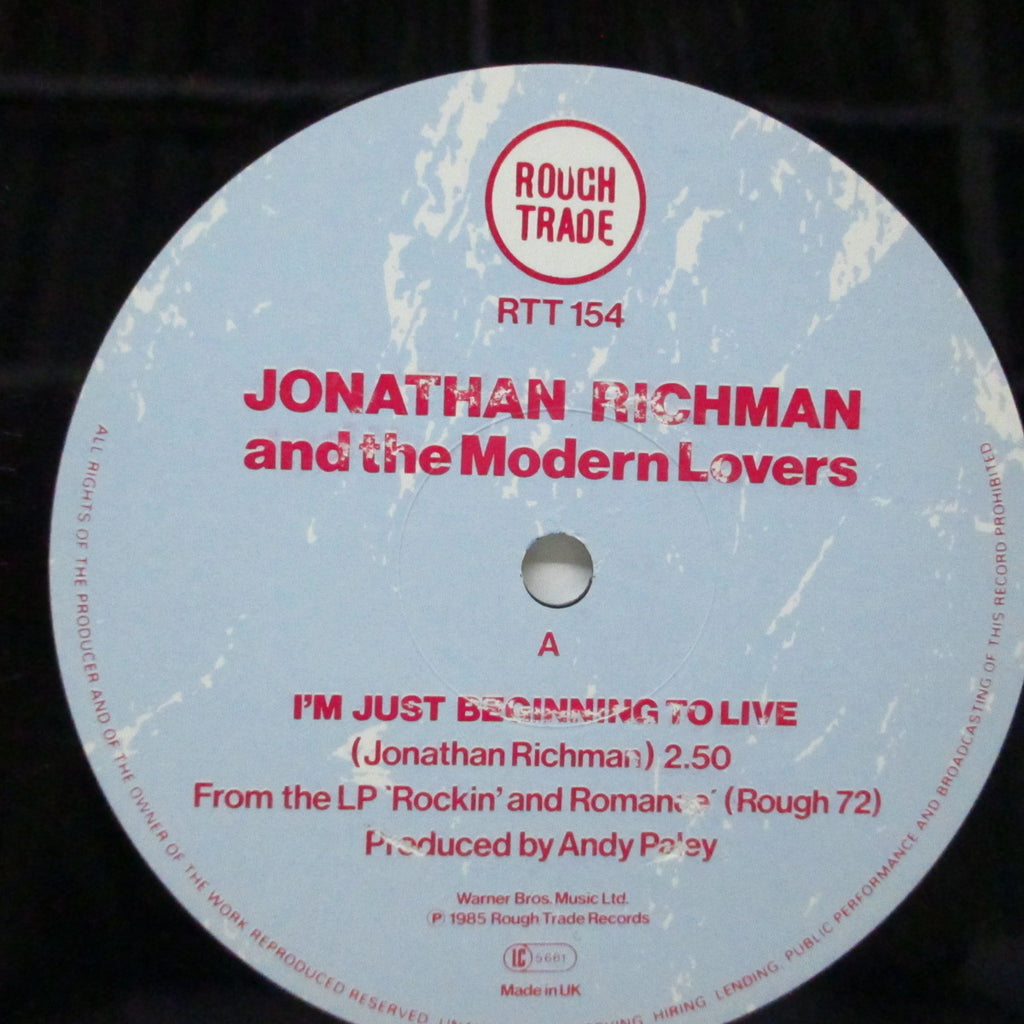 ROUGH
TRADE
RTT 154
JONATHAN RICHMAN
and the Modern Lovers
A
I'M JUST BEGINNING TO LIVE
(Jonathan Richman) 2.50
From the LP 'Rockin' and Romance' (Rough 72)
Produced by Andy Paley
Warner Bros. Music Ltd.
Ⓟ 1985 Rough Trade Records
LC 5661
Made in UK
ALL RIGHTS OF THE PRODUCER AND OF THE OWNER OF THE WORK REPRODUCED RESERVED. HIRING, LENDING, PUBLIC PERFORMANCE AND BROADCASTING OF THIS RECORD PROHIBITED